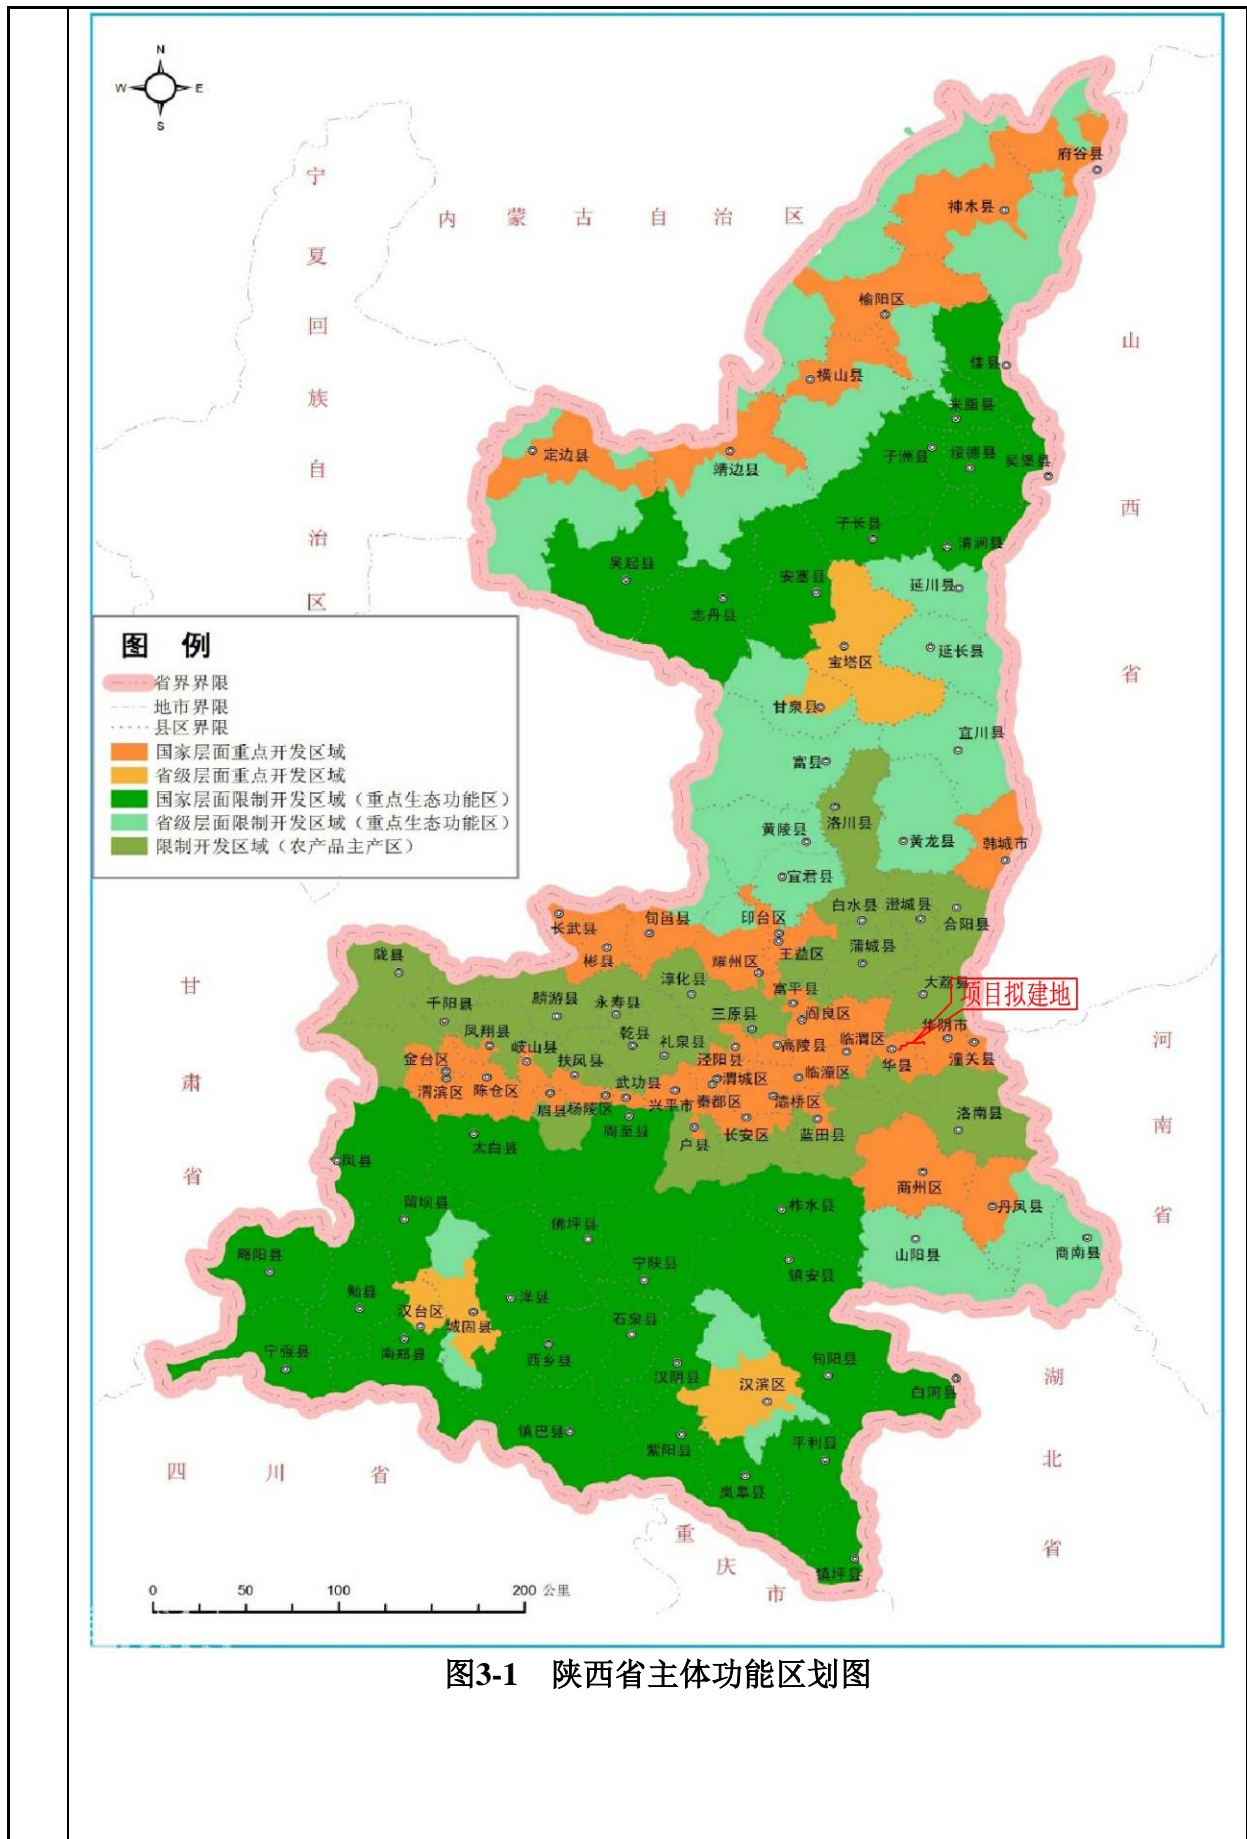 N
W E
S
宁夏回族自治区
内蒙古自治区
山西省
府谷县
神木县
榆阳区
佳县
横山县
米脂县
定边县
靖边县
子洲县
绥德县
吴堡县
子长县
清涧县
吴起县
安塞县
延川县
志丹县
宝塔区
延长县
甘泉县
宜川县
富县
洛川县
黄陵县
黄龙县
韩城市
宜君县
图 例
省界界限
地市界限
县区界限
国家层面重点开发区域
省级层面重点开发区域
国家层面限制开发区域（重点生态功能区）
省级层面限制开发区域（重点生态功能区）
限制开发区域（农产品主产区）
长武县
旬邑县
印台区
白水县
澄城县
合阳县
彬县
耀州区
王益区
蒲城县
陇县
淳化县
大荔县
项目拟建地
千阳县
麟游县
永寿县
富平县
三原县
阎良区
华阴市
凤翔县
岐山县
乾县
礼泉县
高陵县
临渭区
金台区
扶风县
泾阳县
华县
潼关县
渭滨区
陈仓区
武功县
渭城区
临潼区
眉县
杨陵区
兴平市
秦都区
灞桥区
周至县
户县
长安区
蓝田县
洛南县
太白县
凤县
商州区
丹凤县
留坝县
佛坪县
柞水县
略阳县
宁陕县
镇安县
山阳县
商南县
勉县
汉台区
城固县
洋县
石泉县
宁强县
南郑县
西乡县
汉阴县
汉滨区
旬阳县
白河县
镇巴县
紫阳县
平利县
岚皋县
镇坪县
甘肃省
河南省
湖北省
四川省
重庆市
0 50 100 200 公里
图3-1 陕西省主体功能区划图